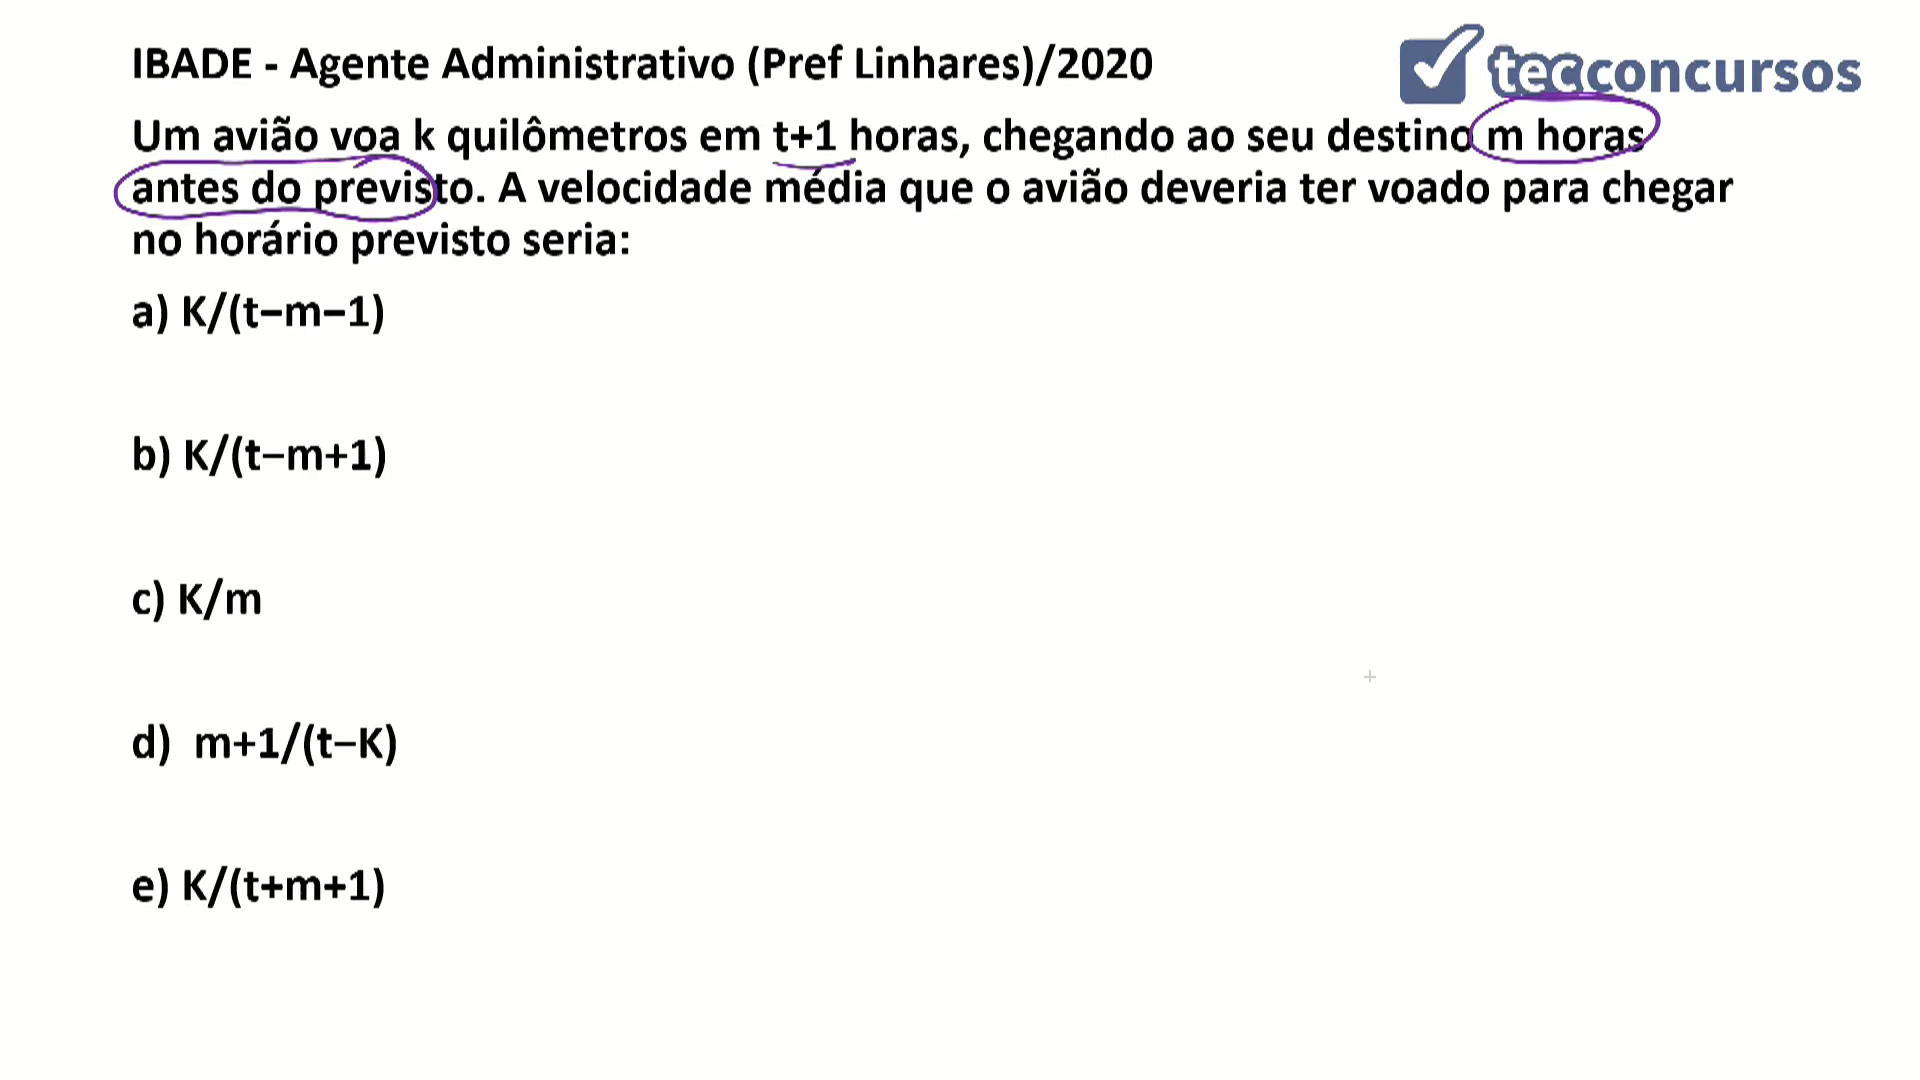 IBADE - Agente Administrativo (Pref Linhares)/2020
tecconcursos
Um avião voa k quilômetros em t+1 horas, chegando ao seu destino m horas
antes do previsto. A velocidade média que o avião deveria ter voado para chegar
no horário previsto seria:
a) K/(t−m−1)
b) K/(t−m+1)
c) K/m
d) m+1/(t−K)
e) K/(t+m+1)